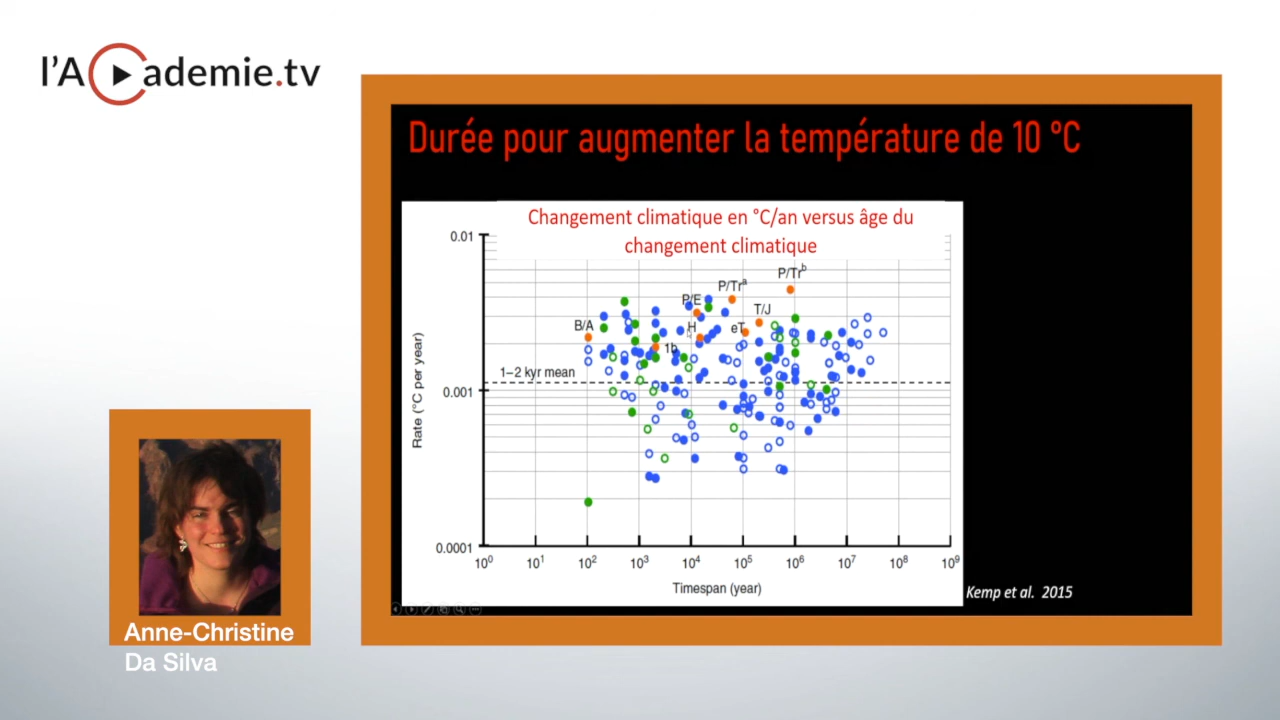 l'Academie.tv
Durée pour augmenter la température de 10 °C
Changement climatique en °C/an versus âge du
changement climatique
0.01
P/Trᵇ
P/Trᵃ
P/E
T/J
B/A
H
eT
1b
1–2 kyr mean
0.001
Rate (°C per year)
0.0001
10⁰ 10¹ 10² 10³ 10⁴ 10⁵ 10⁶ 10⁷ 10⁸ 10⁹
Timespan (year)
Kemp et al. 2015
Anne-Christine
Da Silva